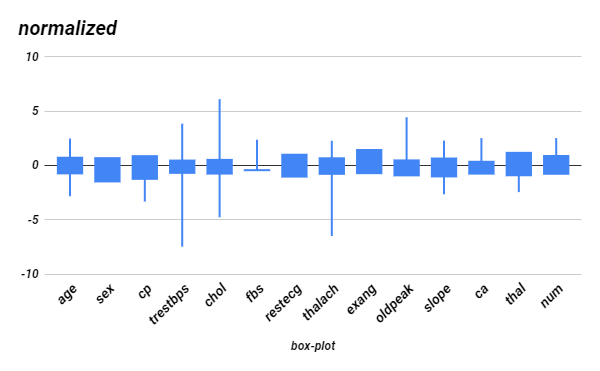 normalized
10
5
0
-5
-10
age
sex
cp
trestbps
chol
fbs
restecg
thalach
exang
oldpeak
slope
ca
thal
num
box-plot